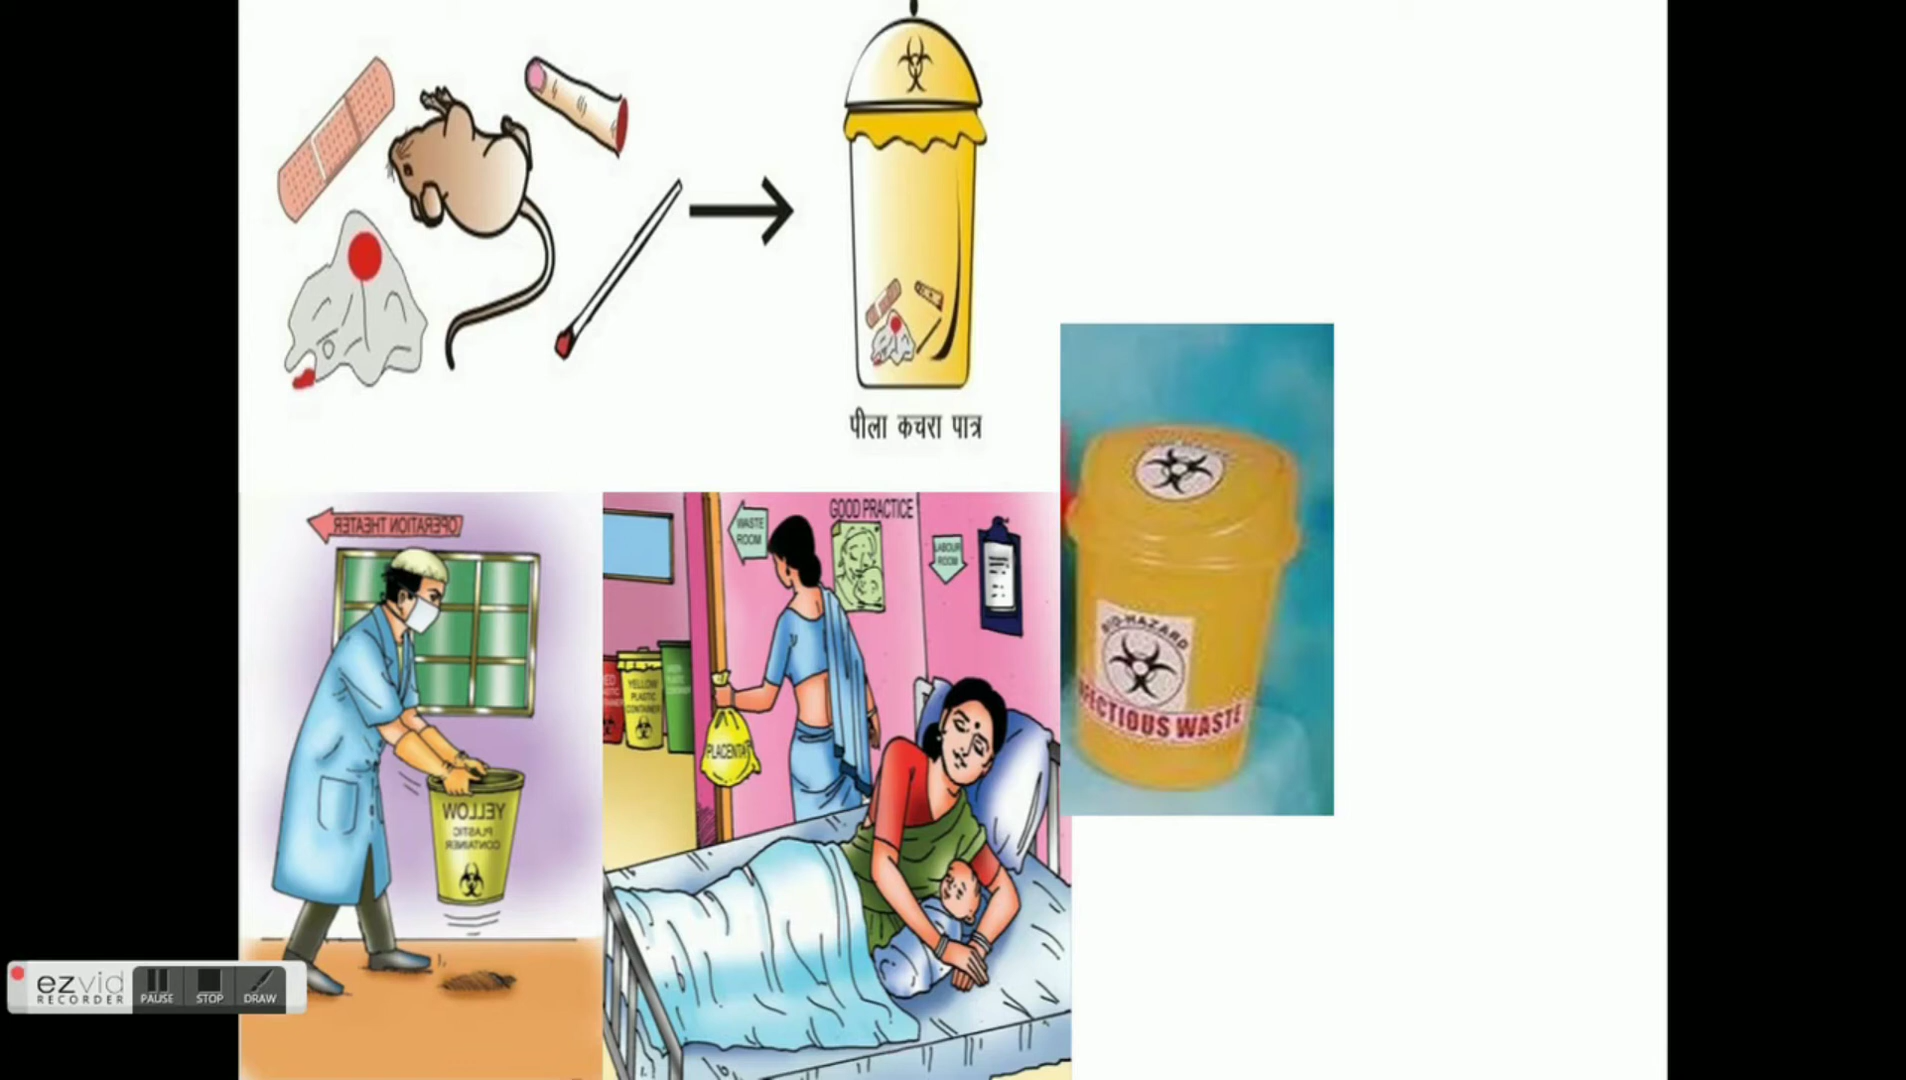 पीला कचरा पात्र
OPERATION THEATER
YELLOW
PLASTIC
CONTAINER
WASTE
ROOM
GOOD PRACTICE
LABOUR
ROOM
YELLOW
PLASTIC
CONTAINER
PLACENTA
BIO-HAZARD
INFECTIOUS WASTE
ezvid
RECORDER
PAUSE
STOP
DRAW